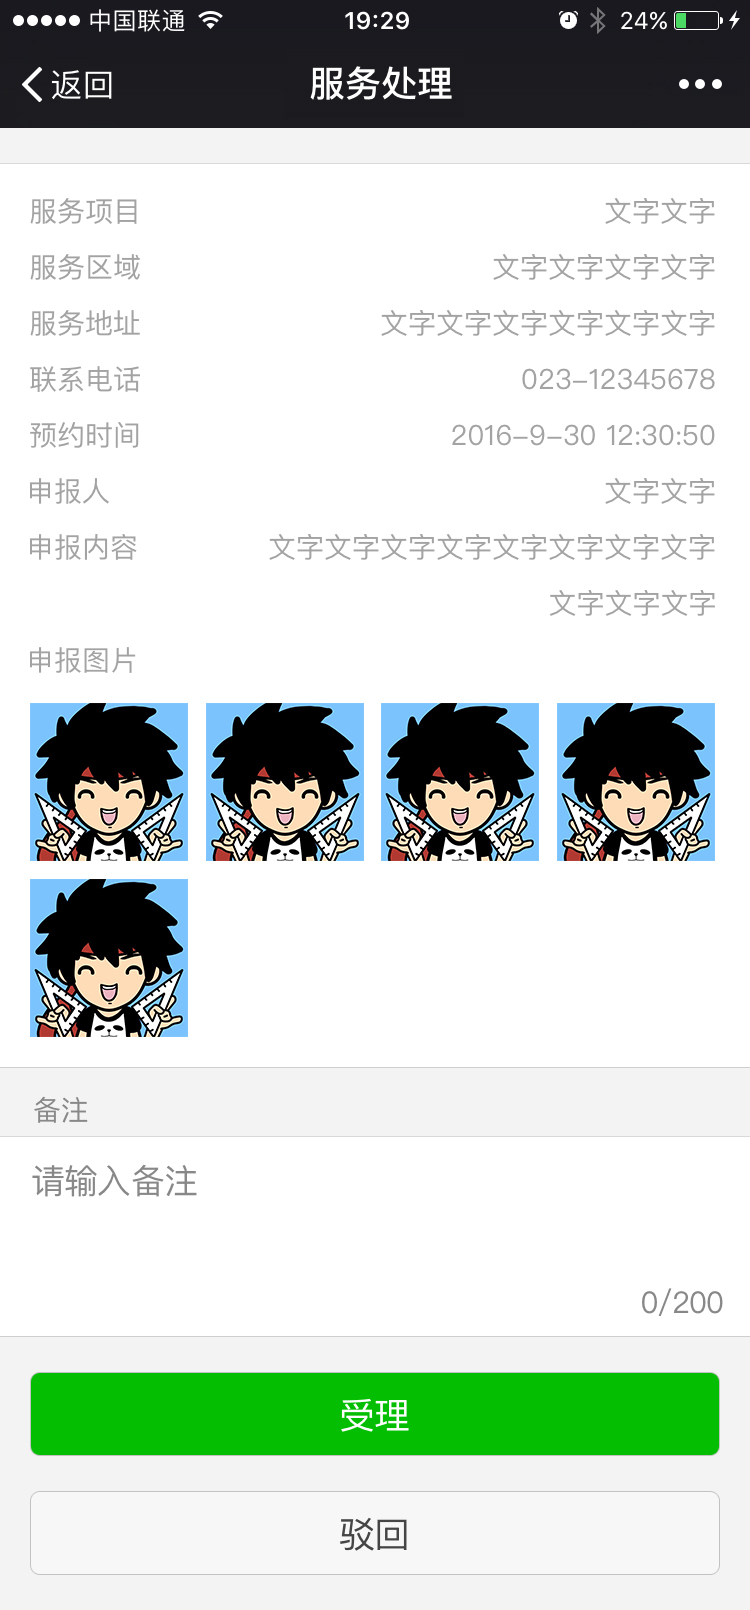 中国联通 19:29 24%
返回 服务处理
服务项目 文字文字
服务区域 文字文字文字文字
服务地址 文字文字文字文字文字文字
联系电话 023-12345678
预约时间 2016-9-30 12:30:50
申报人 文字文字
申报内容 文字文字文字文字文字文字文字文字
文字文字文字
申报图片
备注
请输入备注
0/200
受理
驳回